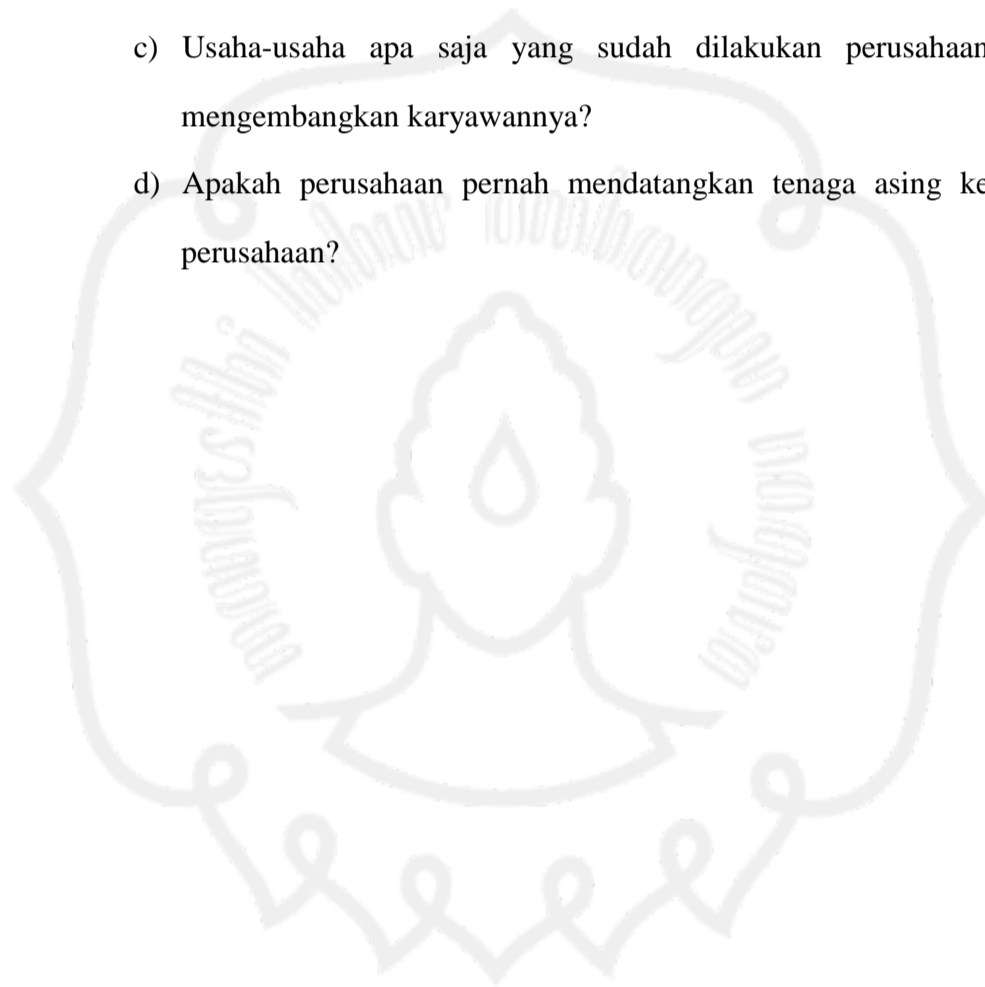 c) Usaha-usaha apa saja yang sudah dilakukan perusahaan
mengembangkan karyawannya?
d) Apakah perusahaan pernah mendatangkan tenaga asing ke
perusahaan?